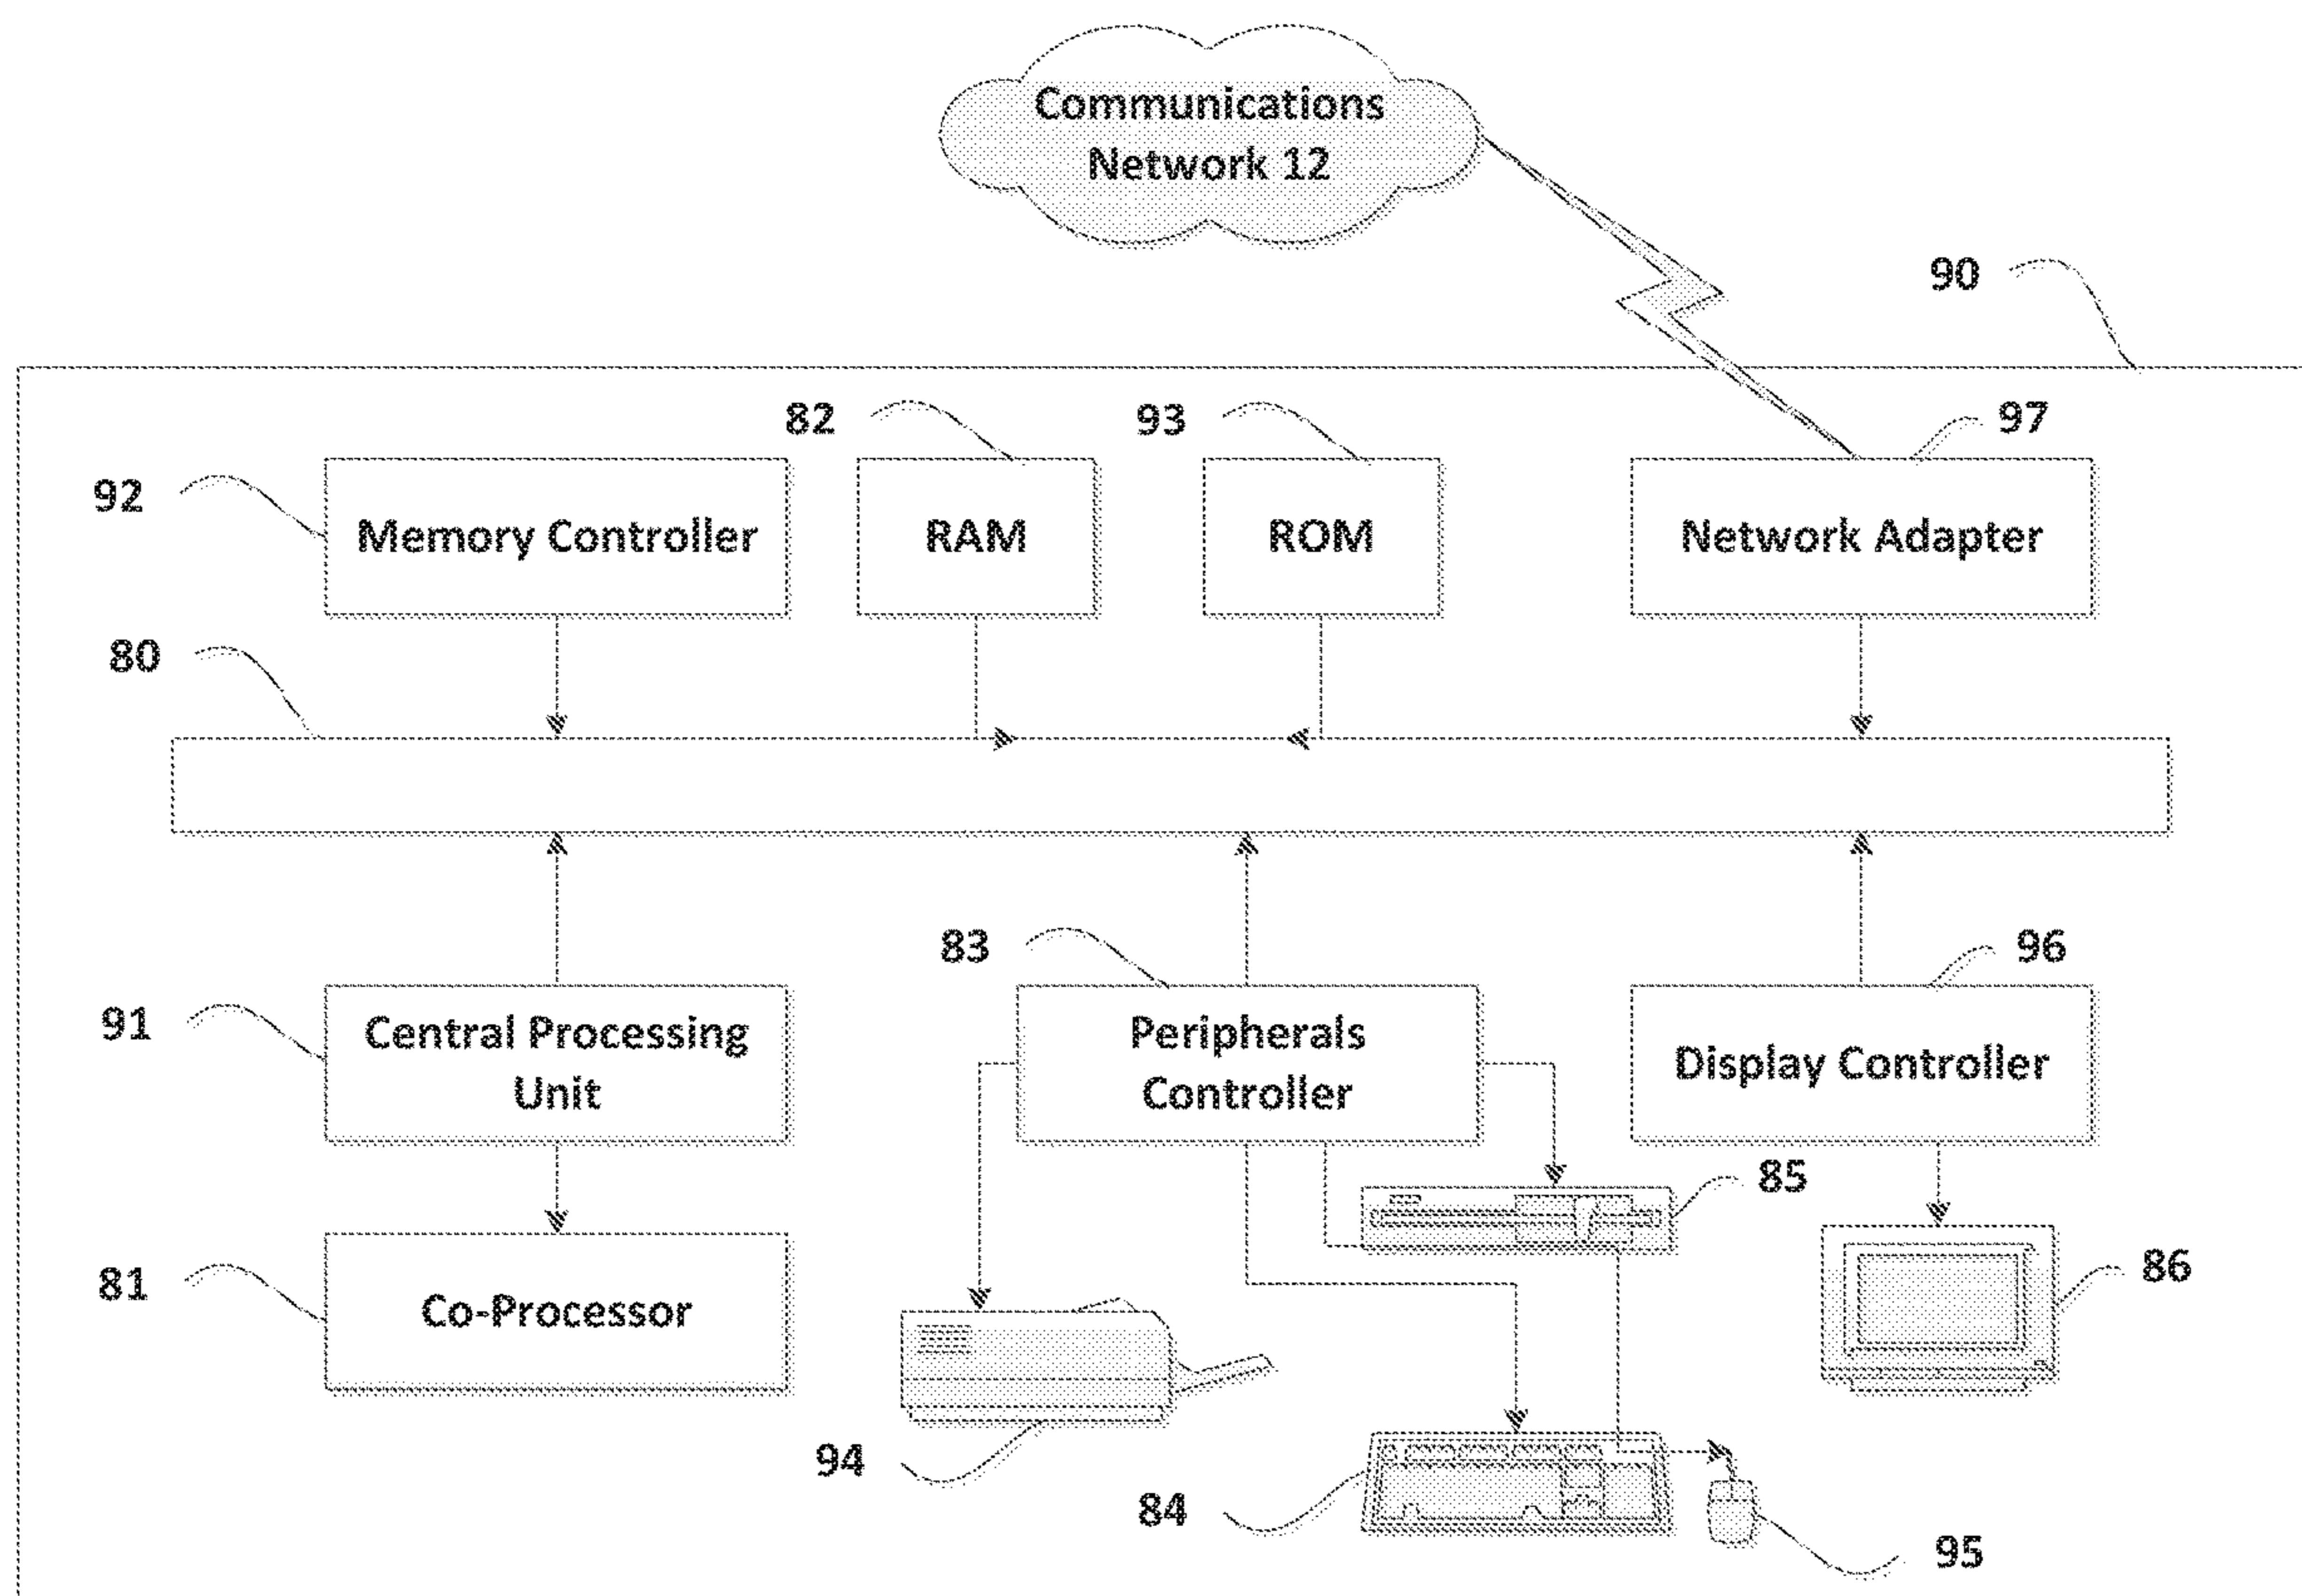 Communications
Network 12
90
82
93
97
92
Memory Controller
RAM
ROM
Network Adapter
80
83
96
91
Central Processing
Unit
Peripherals
Controller
Display Controller
85
81
Co-Processor
86
94
84
95